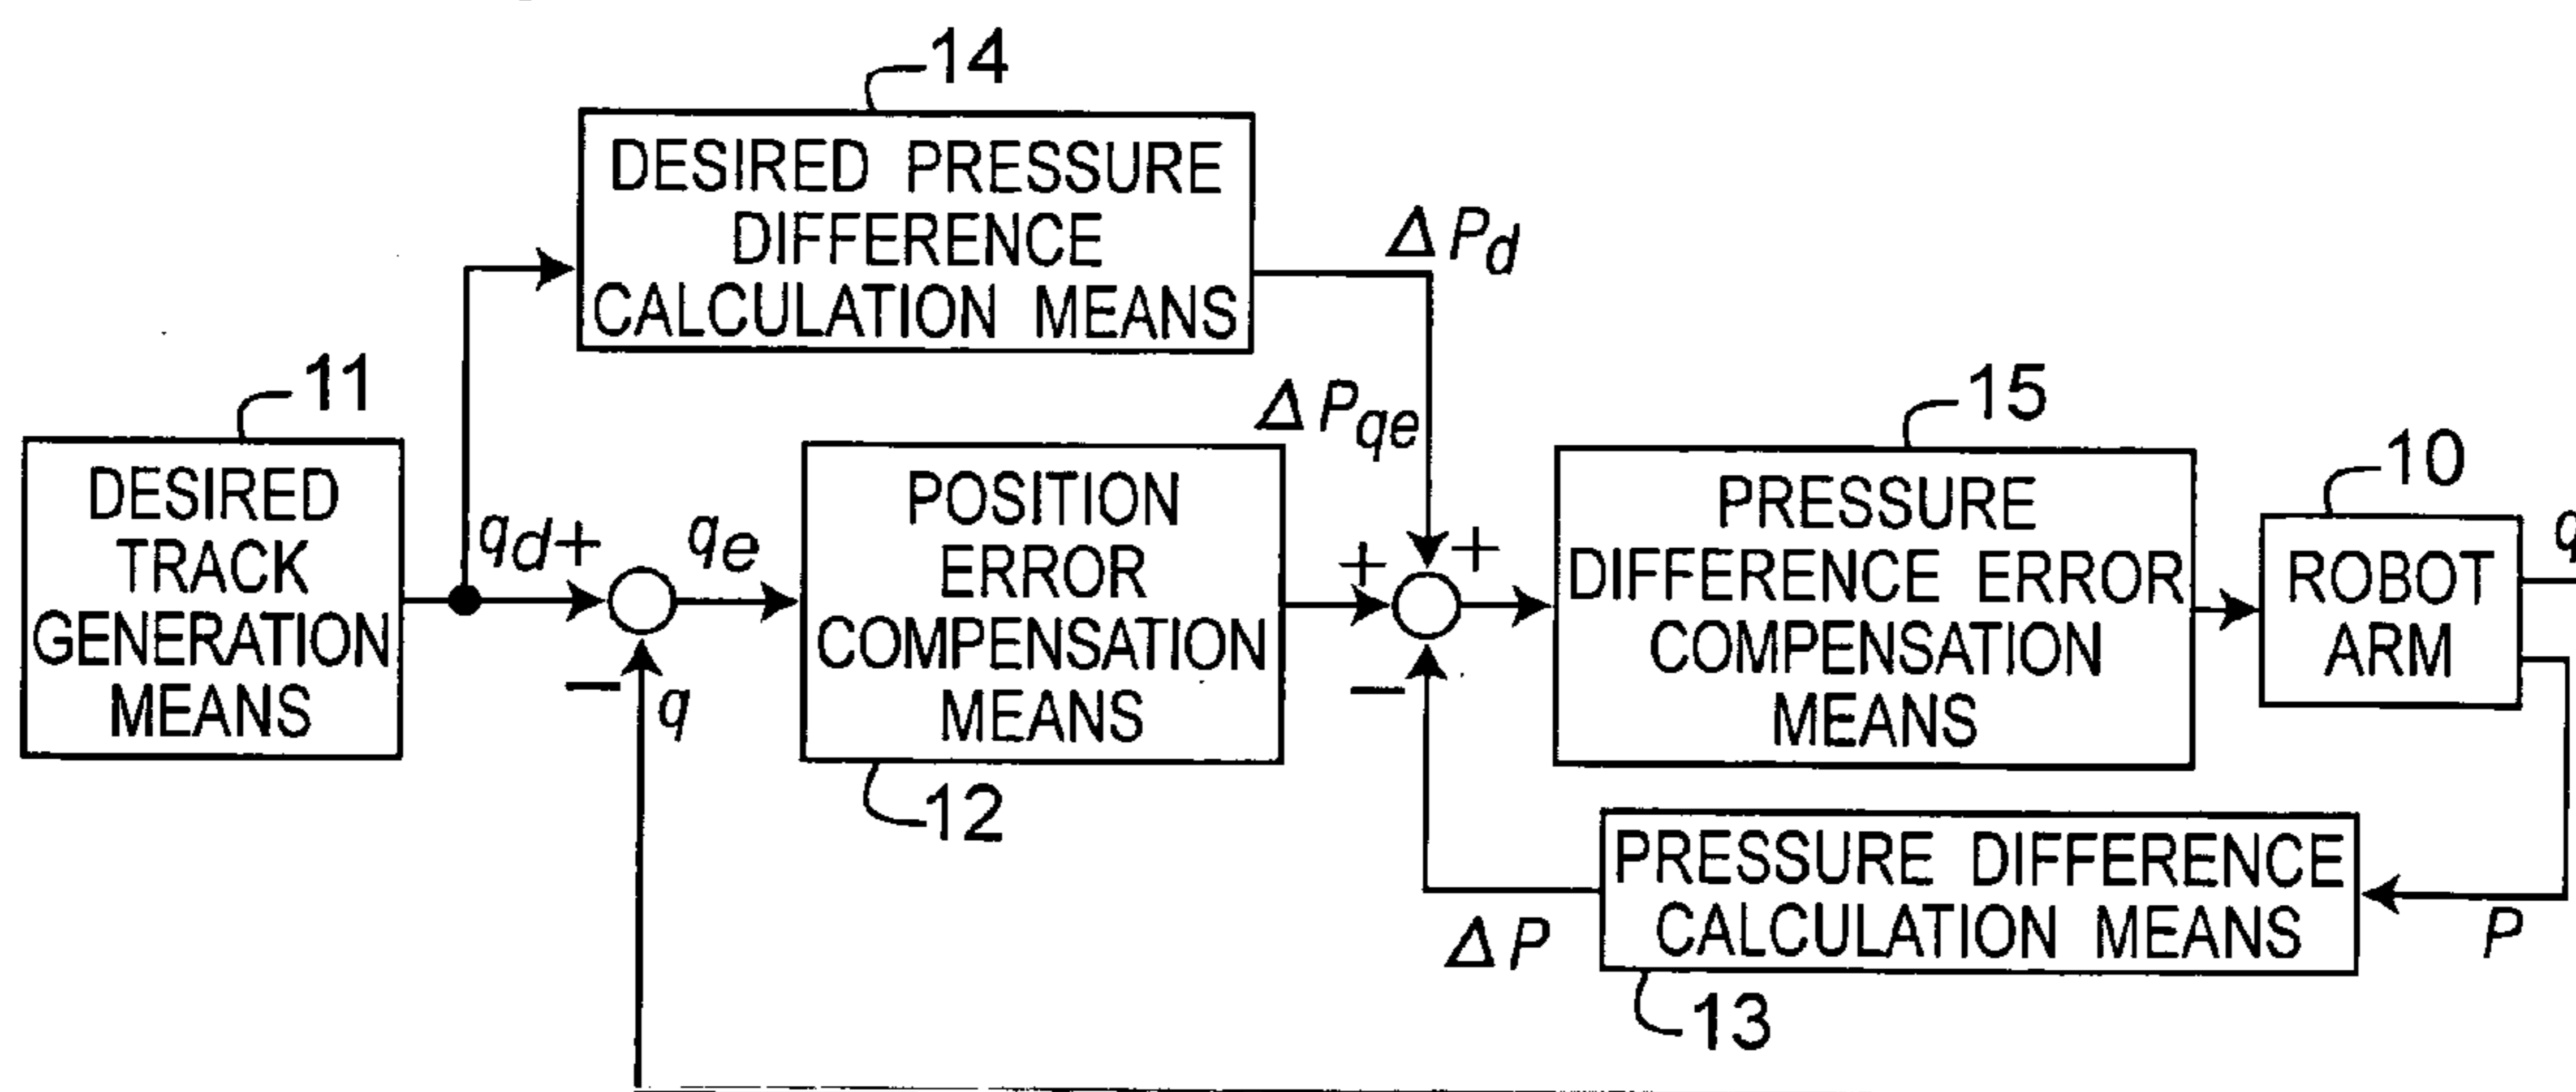 14
DESIRED PRESSURE
DIFFERENCE
CALCULATION MEANS
ΔPd
11
DESIRED
TRACK
GENERATION
MEANS
qd+
qe
−
q
POSITION
ERROR
COMPENSATION
MEANS
12
ΔPqe
+
+
−
15
PRESSURE
DIFFERENCE ERROR
COMPENSATION
MEANS
10
ROBOT
ARM
q
PRESSURE DIFFERENCE
CALCULATION MEANS
13
ΔP
P